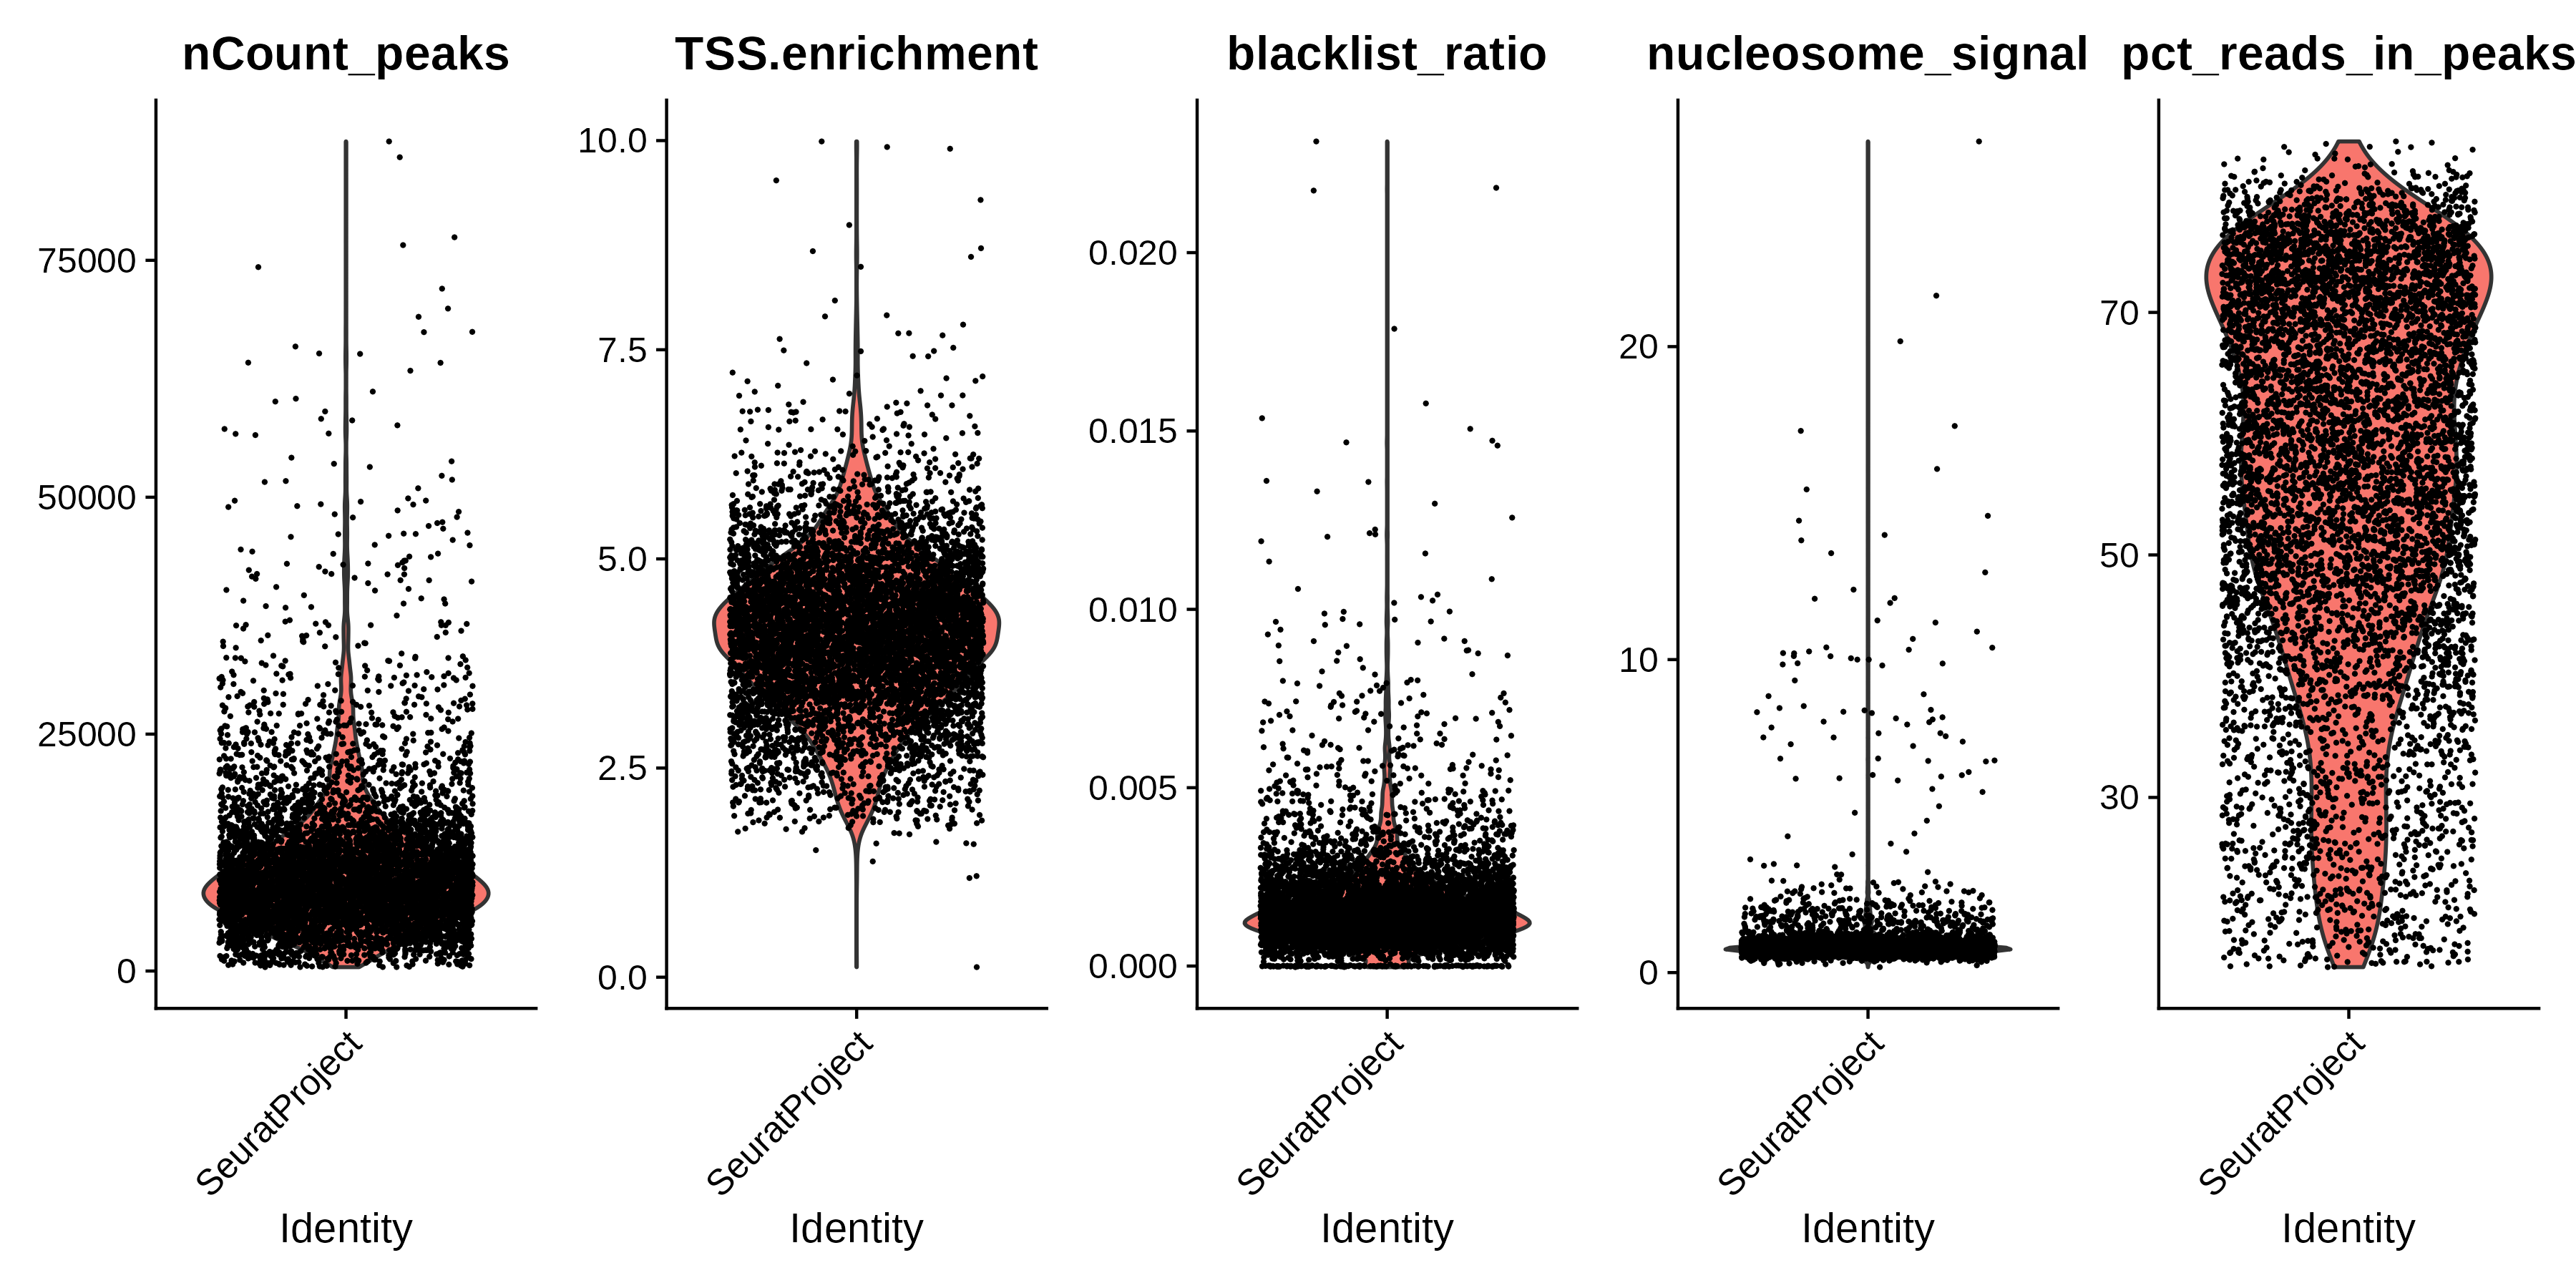 nCount_peaks
75000
50000
25000
0
SeuratProject
Identity
TSS.enrichment
10.0
7.5
5.0
2.5
0.0
SeuratProject
Identity
blacklist_ratio
0.020
0.015
0.010
0.005
0.000
SeuratProject
Identity
nucleosome_signal
20
10
0
SeuratProject
Identity
pct_reads_in_peaks
70
50
30
SeuratProject
Identity